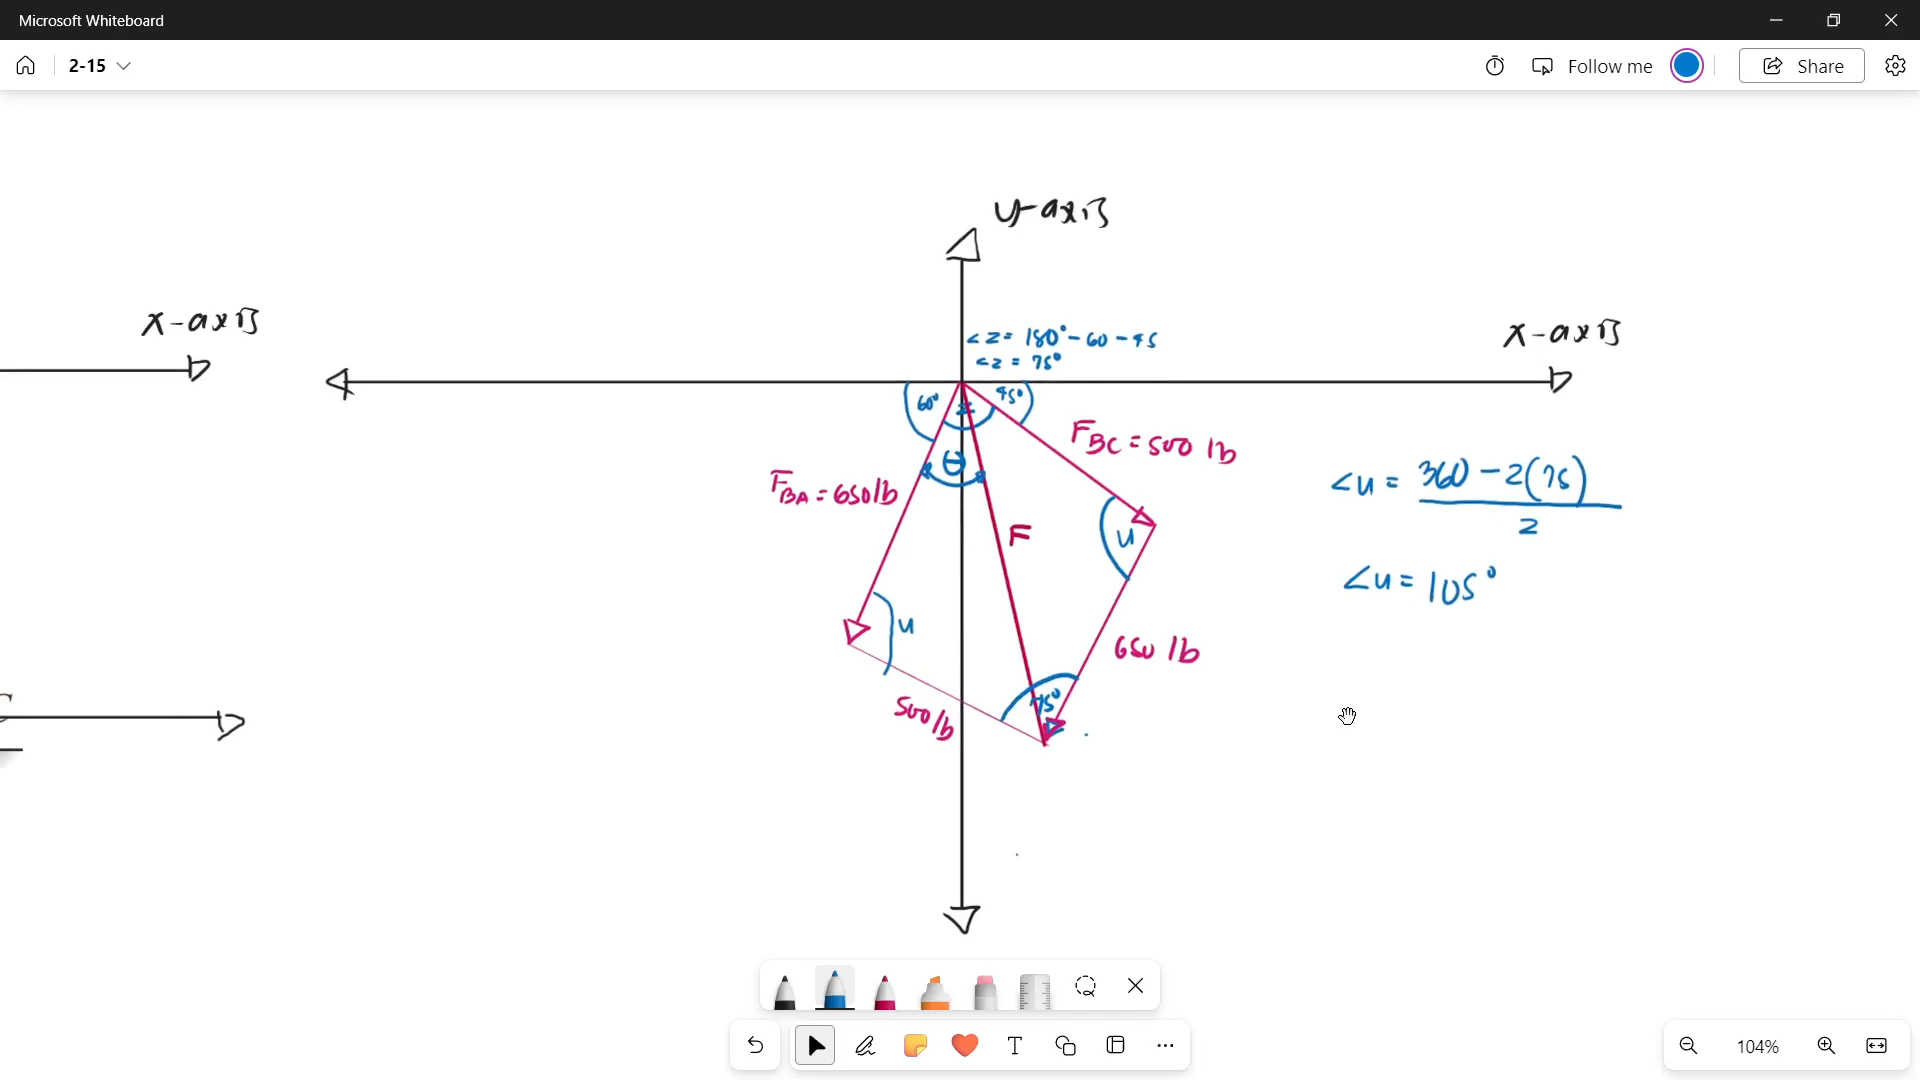 Microsoft Whiteboard
2-15
Follow me
Share
y-axis
x-axis
x-axis
∠z = 180° - 60 - 45
∠z = 75°
60°
z
45°
F_BC = 500 lb
θ
F_BA = 650 lb
F
u
∠u = (360 - 2(75))/2
∠u = 105°
u
650 lb
75°
500 lb
104%